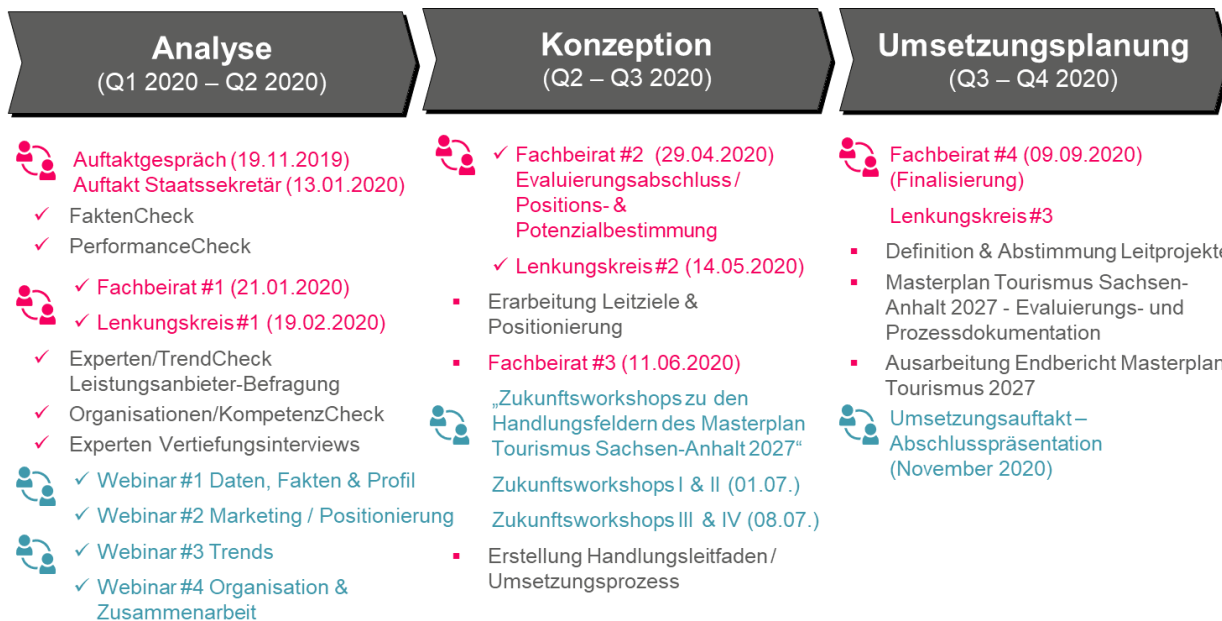 Analyse
(Q1 2020 – Q2 2020)
Auftaktgespräch (19.11.2019)
Auftakt Staatssekretär (13.01.2020)
FaktenCheck
PerformanceCheck
Fachbeirat #1 (21.01.2020)
Lenkungskreis #1 (19.02.2020)
Experten/TrendCheck
Leistungsanbieter-Befragung
Organisationen/KompetenzCheck
Experten Vertiefungsinterviews
Webinar #1 Daten, Fakten & Profil
Webinar #2 Marketing / Positionierung
Webinar #3 Trends
Webinar #4 Organisation &
Zusammenarbeit
Konzeption
(Q2 – Q3 2020)
Fachbeirat #2 (29.04.2020)
Evaluierungsabschluss /
Positions- &
Potenzialbestimmung
Lenkungskreis #2 (14.05.2020)
Erarbeitung Leitziele &
Positionierung
Fachbeirat #3 (11.06.2020)
„Zukunftsworkshops zu den
Handlungsfeldern des Masterplan
Tourismus Sachsen-Anhalt 2027“
Zukunftsworkshops I & II (01.07.)
Zukunftsworkshops III & IV (08.07.)
Erstellung Handlungsleitfaden /
Umsetzungsprozess
Umsetzungsplanung
(Q3 – Q4 2020)
Fachbeirat #4 (09.09.2020)
(Finalisierung)
Lenkungskreis #3
Definition & Abstimmung Leitprojekte
Masterplan Tourismus Sachsen-
Anhalt 2027 - Evaluierungs- und
Prozessdokumentation
Ausarbeitung Endbericht Masterplan
Tourismus 2027
Umsetzungsauftakt –
Abschlusspräsentation
(November 2020)